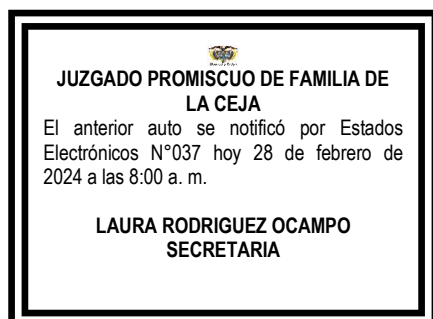 JUZGADO PROMISCUO DE FAMILIA DE
LA CEJA
El anterior auto se notificó por Estados
Electrónicos N°037 hoy 28 de febrero de
2024 a las 8:00 a. m.
LAURA RODRIGUEZ OCAMPO
SECRETARIA